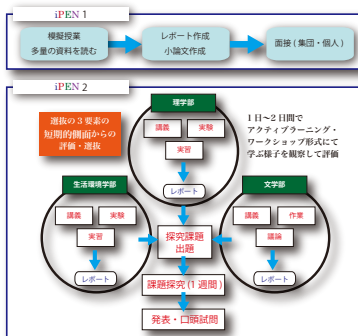 iPEN 1
模擬授業
多量の資料を読む
レポート作成
小論文作成
面接(集団・個人)
iPEN 2
選抜の3要素の
短期的側面からの
評価・選抜
理学部
講義
実験
実習
レポート
1日〜2日間で
アクティブラーニング・
ワークショップ形式にて
学ぶ様子を観察して評価
生活環境学部
講義
実験
実習
レポート
文学部
講義
作業
議論
レポート
探究課題
出題
課題探究(1週間)
発表・口頭試問